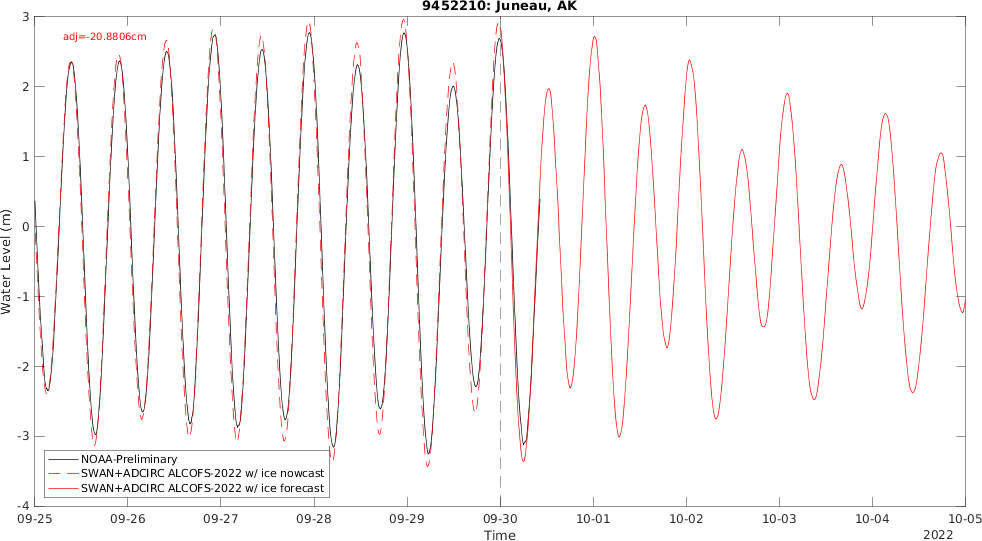 9452210: Juneau, AK
adj=-20.8806cm
3
2
1
0
-1
-2
-3
-4
Water Level (m)
NOAA-Preliminary
SWAN+ADCIRC ALCOFS-2022 w/ ice nowcast
SWAN+ADCIRC ALCOFS-2022 w/ ice forecast
09-25 09-26 09-27 09-28 09-29 09-30 10-01 10-02 10-03 10-04 10-05
Time
2022